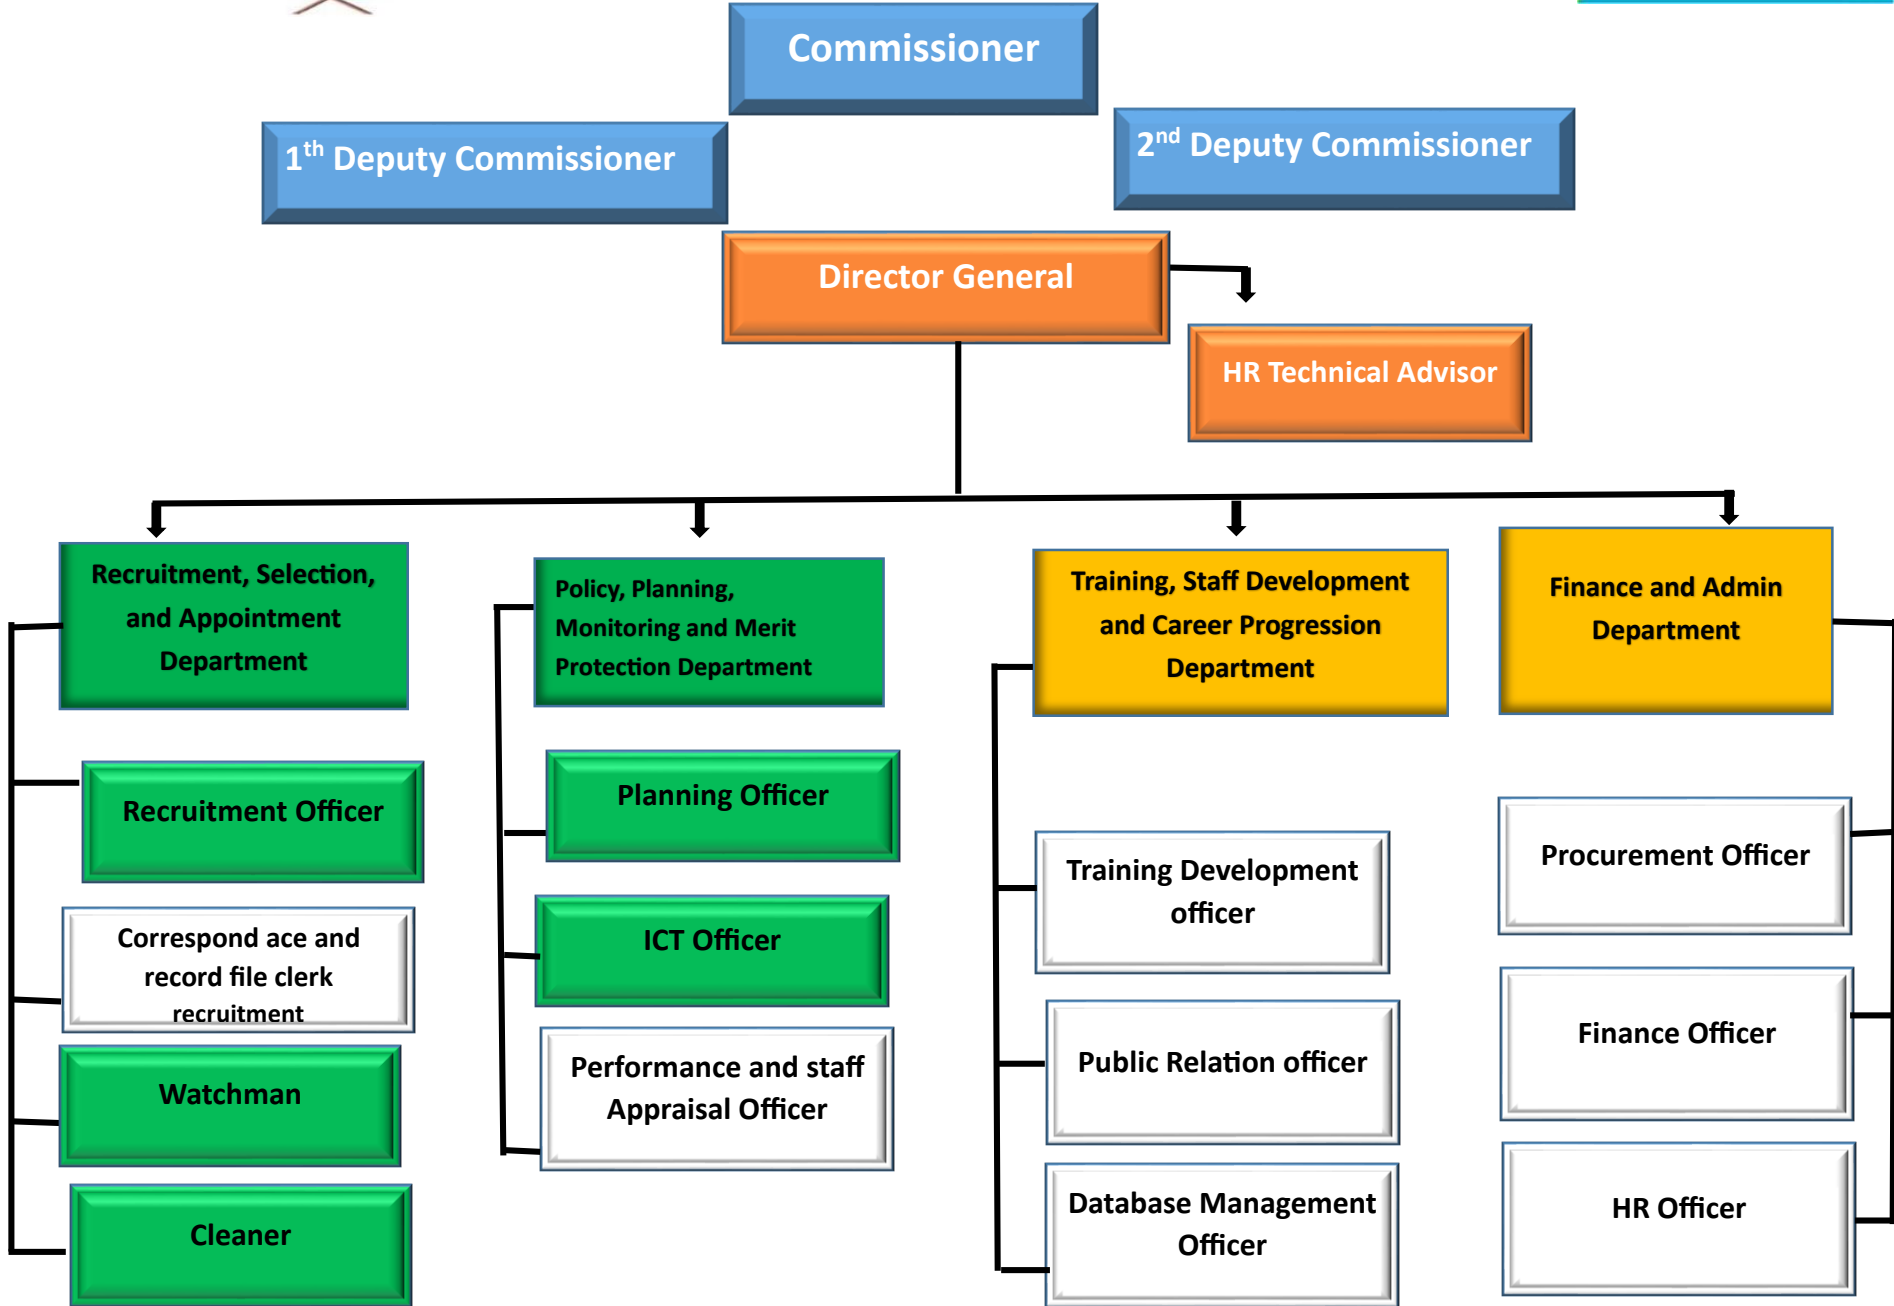 Commissioner
1th Deputy Commissioner
2nd Deputy Commissioner
Director General
HR Technical Advisor
Recruitment, Selection,
and Appointment
Department
Policy, Planning,
Monitoring and Merit
Protection Department
Training, Staff Development
and Career Progression
Department
Finance and Admin
Department
Recruitment Officer
Correspond ace and
record file clerk
recruitment
Watchman
Cleaner
Planning Officer
ICT Officer
Performance and staff
Appraisal Officer
Training Development
officer
Public Relation officer
Database Management
Officer
Procurement Officer
Finance Officer
HR Officer